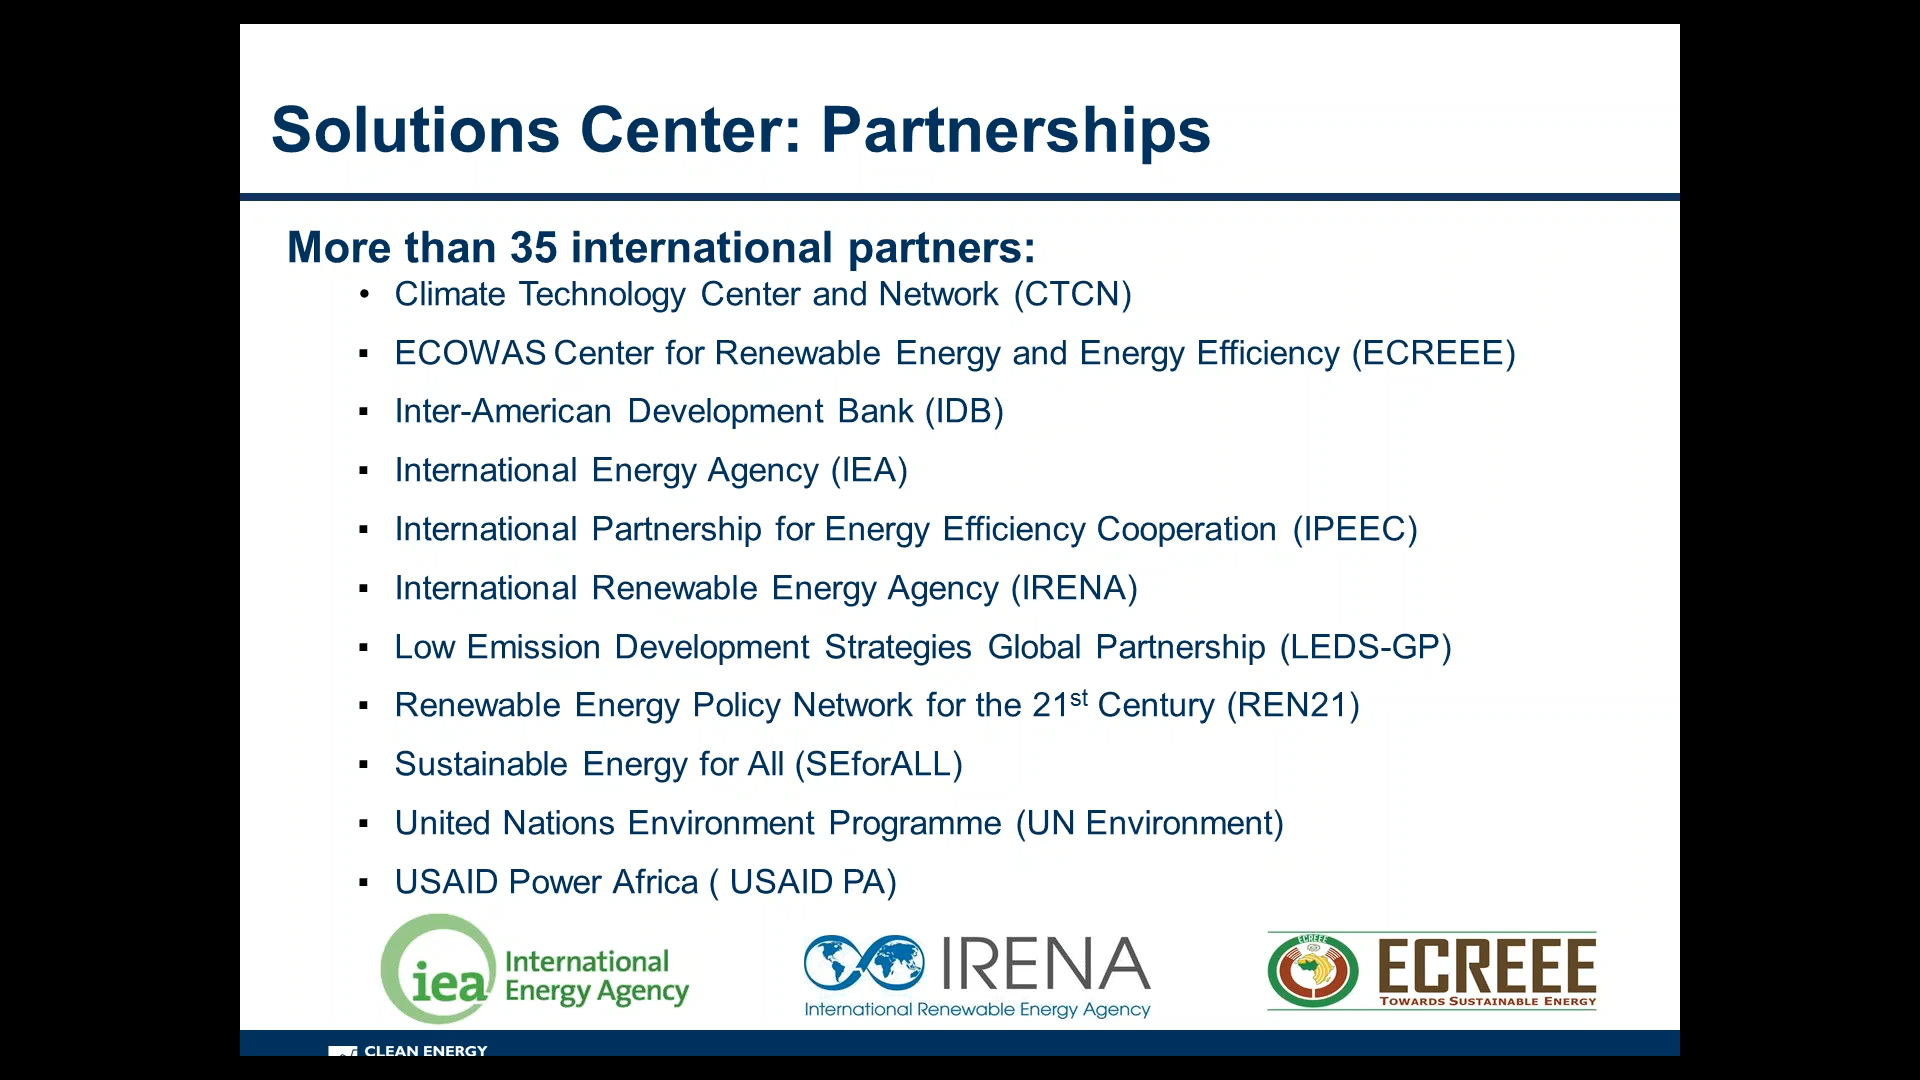 Solutions Center: Partnerships
More than 35 international partners:
• Climate Technology Center and Network (CTCN)
▪ ECOWAS Center for Renewable Energy and Energy Efficiency (ECREEE)
▪ Inter-American Development Bank (IDB)
▪ International Energy Agency (IEA)
▪ International Partnership for Energy Efficiency Cooperation (IPEEC)
▪ International Renewable Energy Agency (IRENA)
▪ Low Emission Development Strategies Global Partnership (LEDS-GP)
▪ Renewable Energy Policy Network for the 21st Century (REN21)
▪ Sustainable Energy for All (SEforALL)
▪ United Nations Environment Programme (UN Environment)
▪ USAID Power Africa ( USAID PA)
iea
International
Energy Agency
IRENA
International Renewable Energy Agency
ECREEE
ECREEE
TOWARDS SUSTAINABLE ENERGY
CLEAN ENERGY